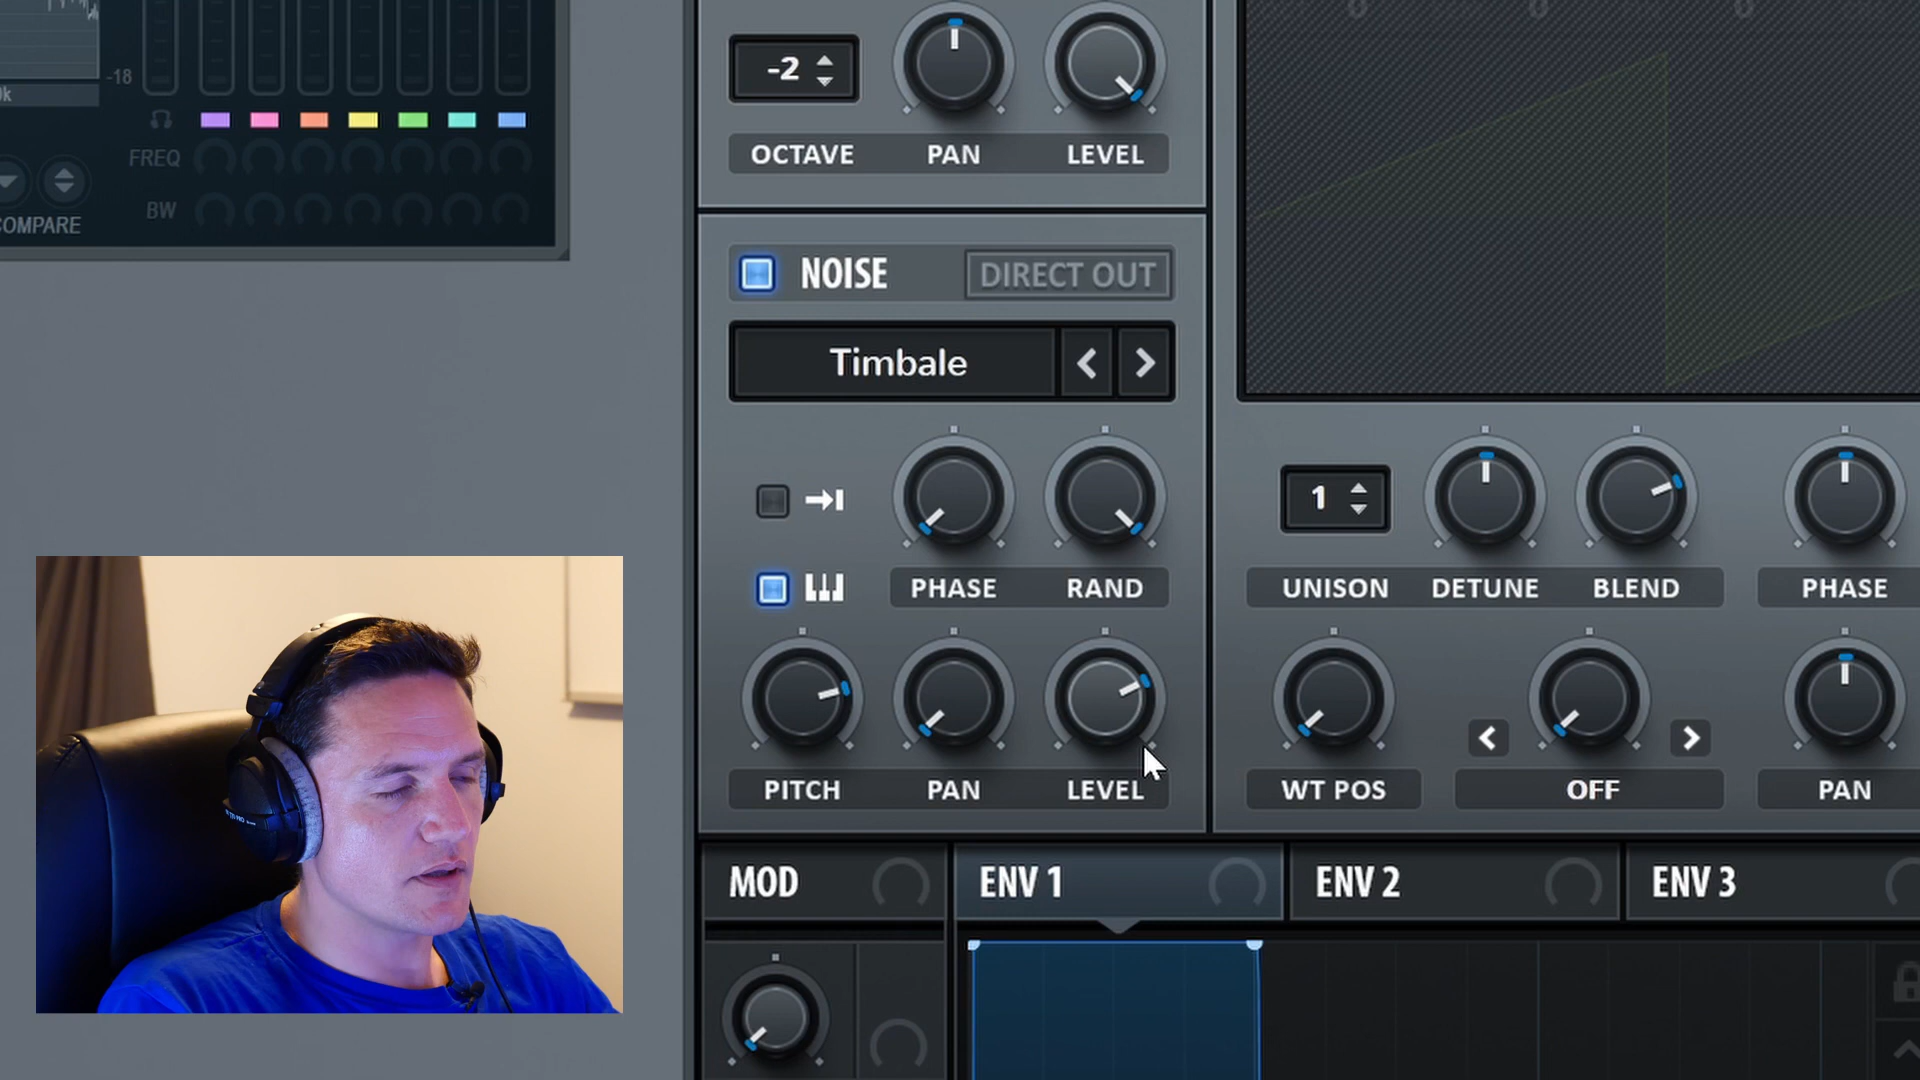 -2
OCTAVE PAN LEVEL
-18
FREQ
BW
COMPARE
NOISE DIRECT OUT
Timbale
PHASE RAND
PITCH PAN LEVEL
1
UNISON DETUNE BLEND PHASE
WT POS OFF PAN
MOD ENV 1 ENV 2 ENV 3